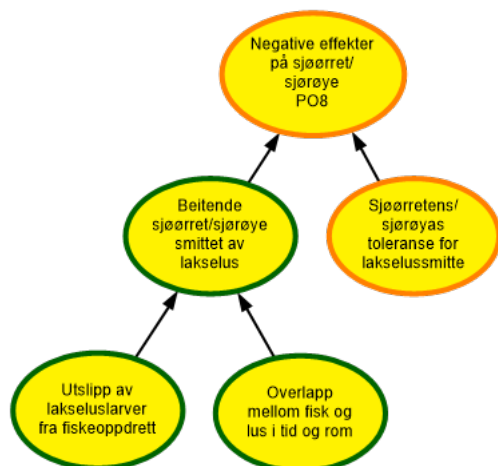 Negative effekter
på sjøørret/
sjørøye
PO8
Beitende
sjøørret/sjørøye
smittet av
lakselus
Sjøørretens/
sjørøyas
toleranse for
lakselussmitte
Utslipp av
lakseluslarver
fra fiskeoppdrett
Overlapp
mellom fisk og
lus i tid og rom